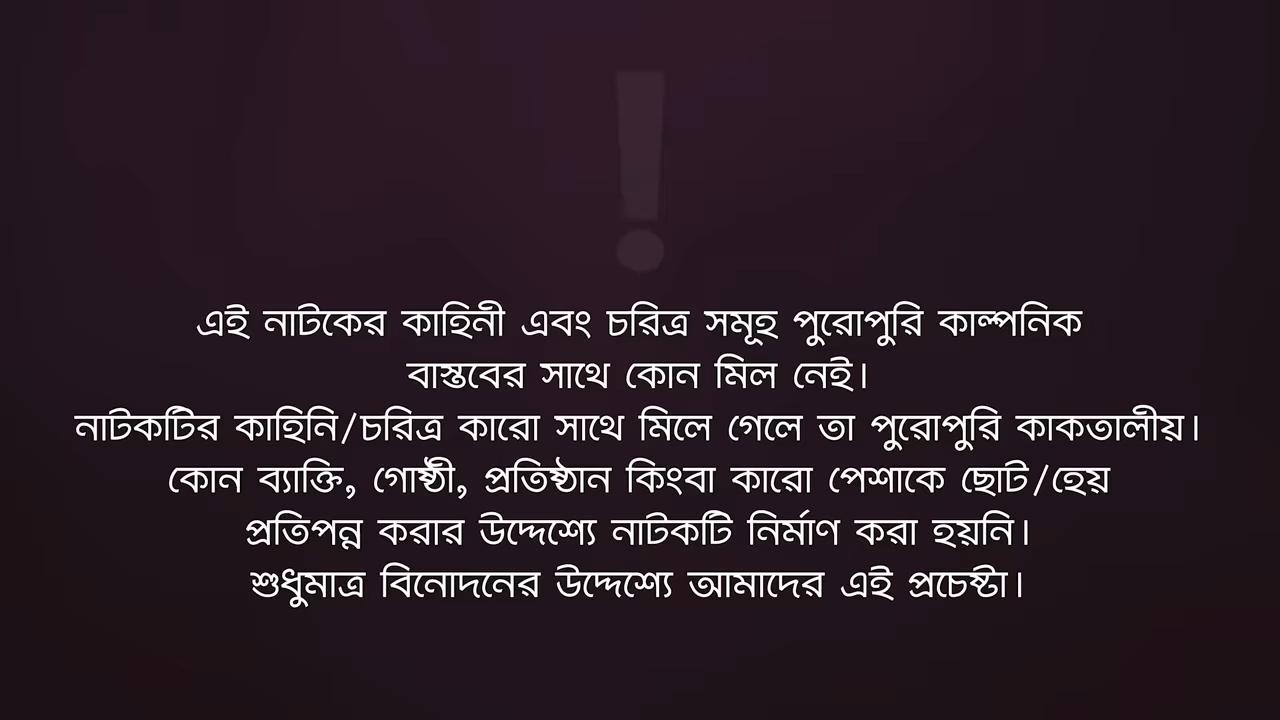 এই নাটকের কাহিনী এবং চরিত্র সমূহ পুরোপুরি কাল্পনিক
বাস্তবের সাথে কোন মিল নেই।
নাটকটির কাহিনি/চরিত্র কারো সাথে মিলে গেলে তা পুরোপুরি কাকতালীয়।
কোন ব্যাক্তি, গোষ্ঠী, প্রতিষ্ঠান কিংবা কারো পেশাকে ছোট/হেয়
প্রতিপন্ন করার উদ্দেশ্যে নাটকটি নির্মাণ করা হয়নি।
শুধুমাত্র বিনোদনের উদ্দেশ্যে আমাদের এই প্রচেষ্টা।